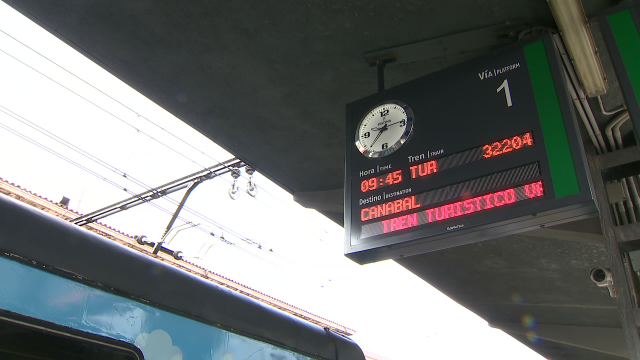 VÍA | PLATFORM
1
Hora | TIME Tren | TRAIN
09:45 TUR 32204
Destino | DESTINATION
CANABAL
TREN TURISTICO